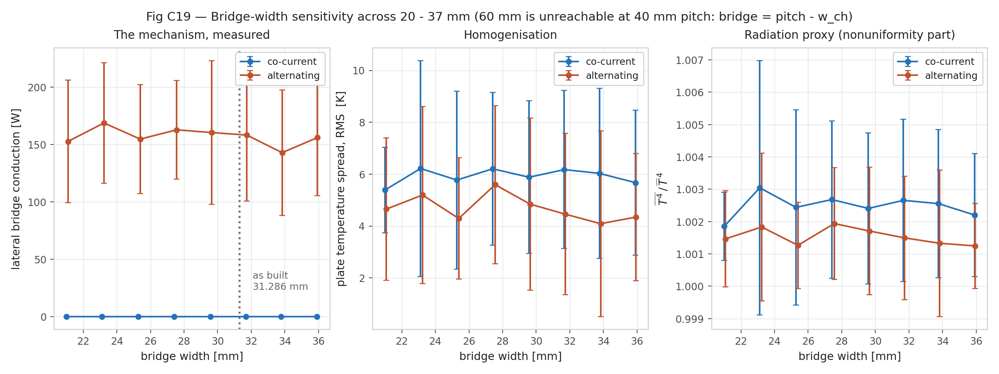 Fig C19 — Bridge-width sensitivity across 20 - 37 mm (60 mm is unreachable at 40 mm pitch: bridge = pitch - w_ch)
The mechanism, measured
lateral bridge conduction [W]
200
150
100
50
0
co-current
alternating
as built
31.286 mm
22 24 26 28 30 32 34 36
bridge width [mm]
Homogenisation
plate temperature spread, RMS [K]
10
8
6
4
2
co-current
alternating
22 24 26 28 30 32 34 36
bridge width [mm]
Radiation proxy (nonuniformity part)
$\overline{T^4}/\overline{T}^4$
1.007
1.006
1.005
1.004
1.003
1.002
1.001
1.000
0.999
co-current
alternating
22 24 26 28 30 32 34 36
bridge width [mm]